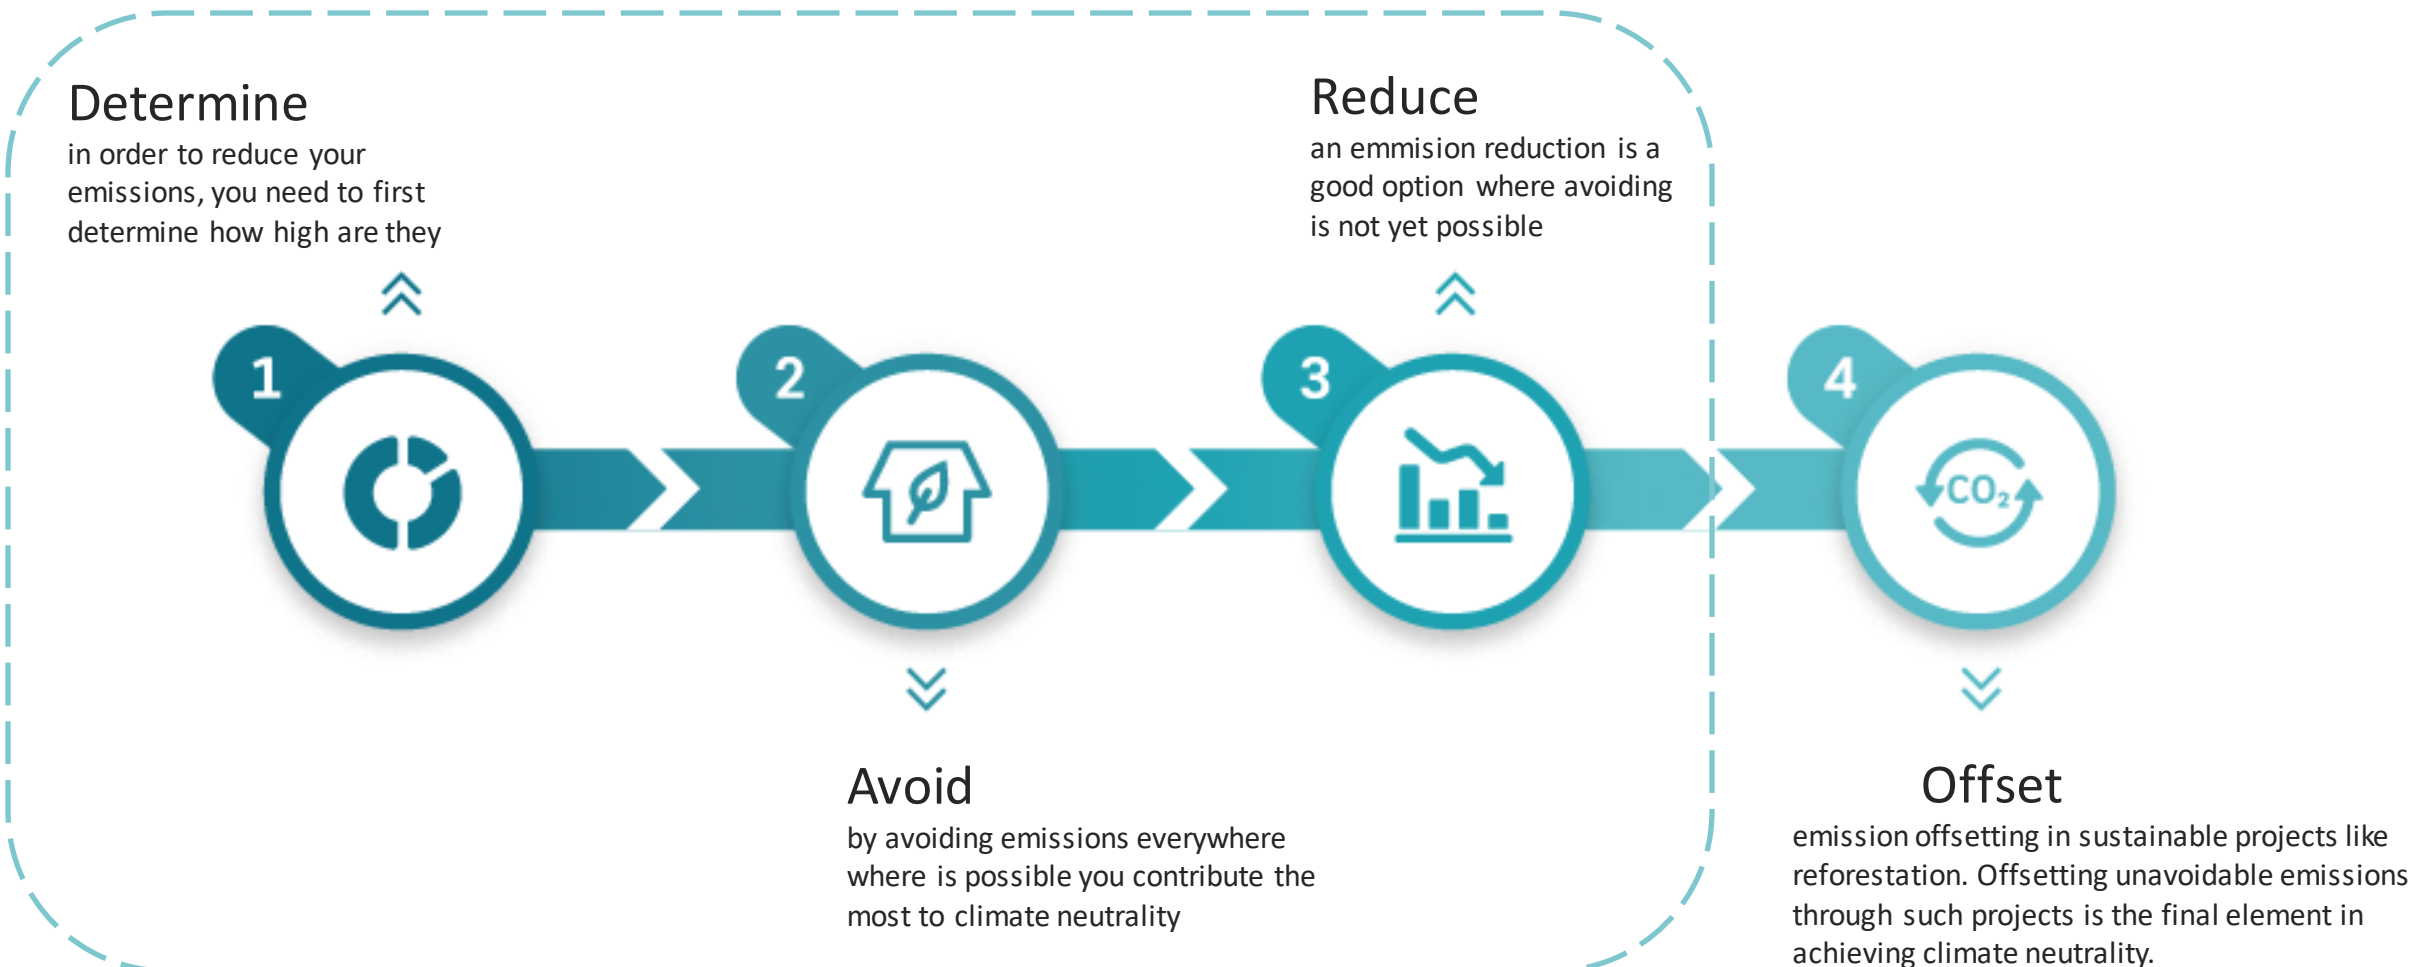 Determine
in order to reduce your
emissions, you need to first
determine how high are they
Reduce
an emmision reduction is a
good option where avoiding
is not yet possible
1
2
3
4
CO₂
Avoid
by avoiding emissions everywhere
where is possible you contribute the
most to climate neutrality
Offset
emission offsetting in sustainable projects like
reforestation. Offsetting unavoidable emissions
through such projects is the final element in
achieving climate neutrality.